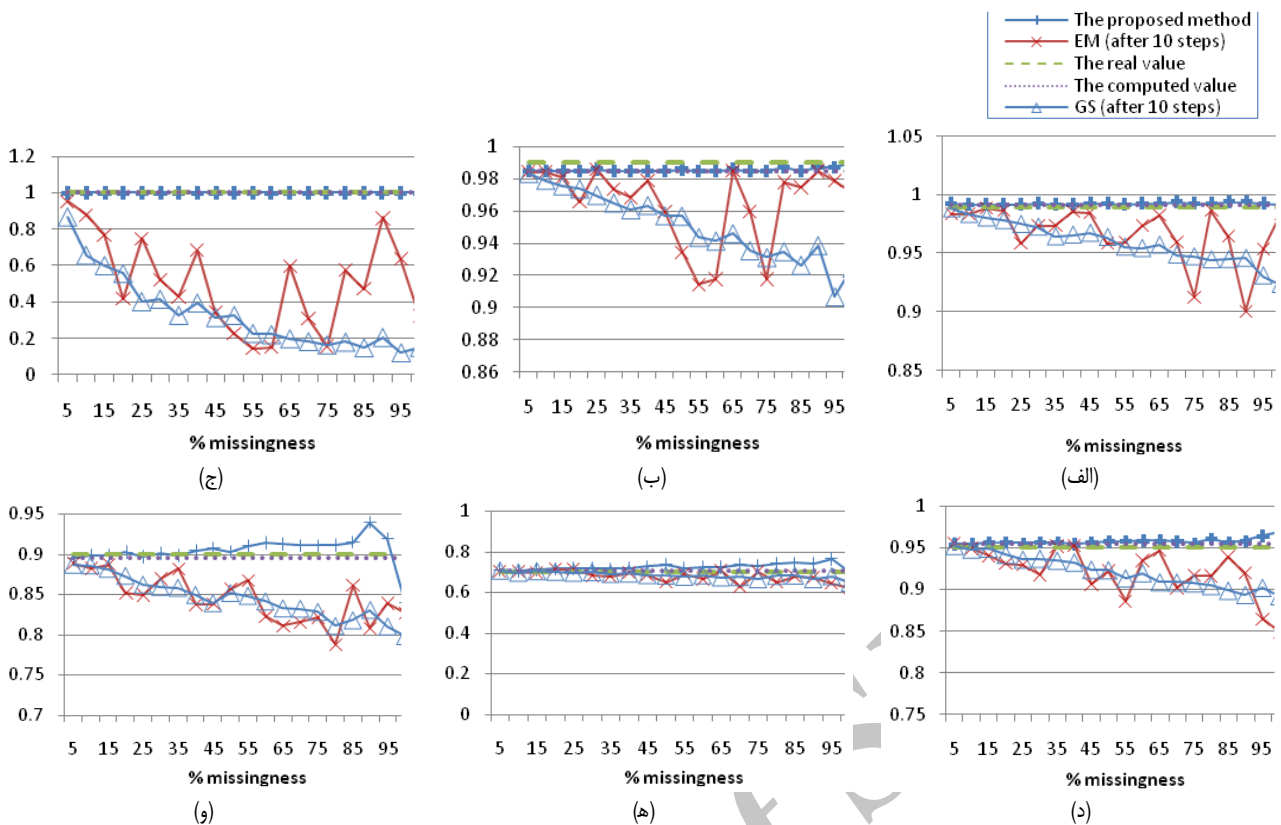 The proposed method
EM (after 10 steps)
The real value
The computed value
GS (after 10 steps)
1.05
1
0.95
0.9
0.85
5 15 25 35 45 55 65 75 85 95
% missingness
(الف)
1
0.98
0.96
0.94
0.92
0.9
0.88
0.86
5 15 25 35 45 55 65 75 85 95
% missingness
(ب)
1.2
1
0.8
0.6
0.4
0.2
0
5 15 25 35 45 55 65 75 85 95
% missingness
(ج)
1
0.95
0.9
0.85
0.8
0.75
5 15 25 35 45 55 65 75 85 95
% missingness
(د)
1
0.8
0.6
0.4
0.2
0
5 15 25 35 45 55 65 75 85 95
% missingness
(ه)
0.95
0.9
0.85
0.8
0.75
0.7
5 15 25 35 45 55 65 75 85 95
% missingness
(و)